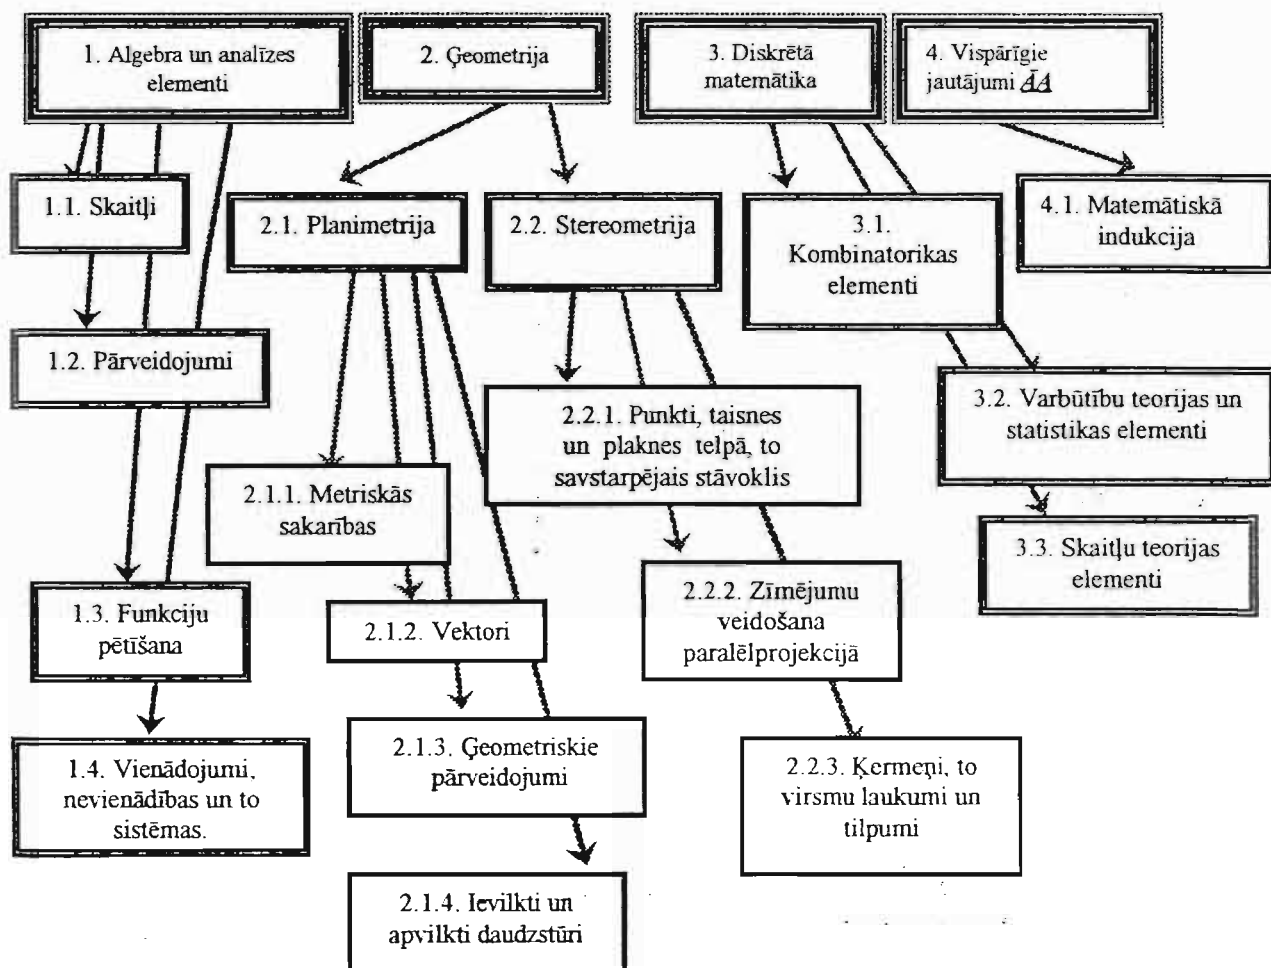 1. Algebra un analīzes
elementi
2. Ģeometrija
3. Diskrētā
matemātika
4. Vispārīgie
jautājumi ĀA
1.1. Skaitļi
2.1. Planimetrija
2.2. Stereometrija
3.1.
Kombinatorikas
elementi
4.1. Matemātiskā
indukcija
1.2. Pārveidojumi
2.2.1. Punkti, taisnes
un plaknes telpā, to
savstarpējais stāvoklis
3.2. Varbūtību teorijas un
statistikas elementi
2.1.1. Metriskās
sakarības
3.3. Skaitļu teorijas
elementi
1.3. Funkciju
pētīšana
2.1.2. Vektori
2.2.2. Zīmējumu
veidošana
paralēlprojekcijā
1.4. Vienādojumi,
nevienādības un to
sistēmas.
2.1.3. Ģeometriskie
pārveidojumi
2.2.3. Ķermeņi, to
virsmu laukumi un
tilpumi
2.1.4. Ievilkti un
apvilkti daudzstūri